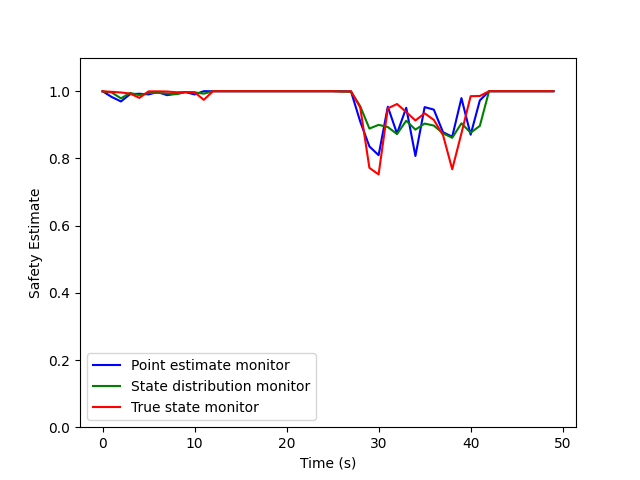 1.0
0.8
0.6
0.4
0.2
0.0
Safety Estimate
Point estimate monitor
State distribution monitor
True state monitor
0 10 20 30 40 50
Time (s)